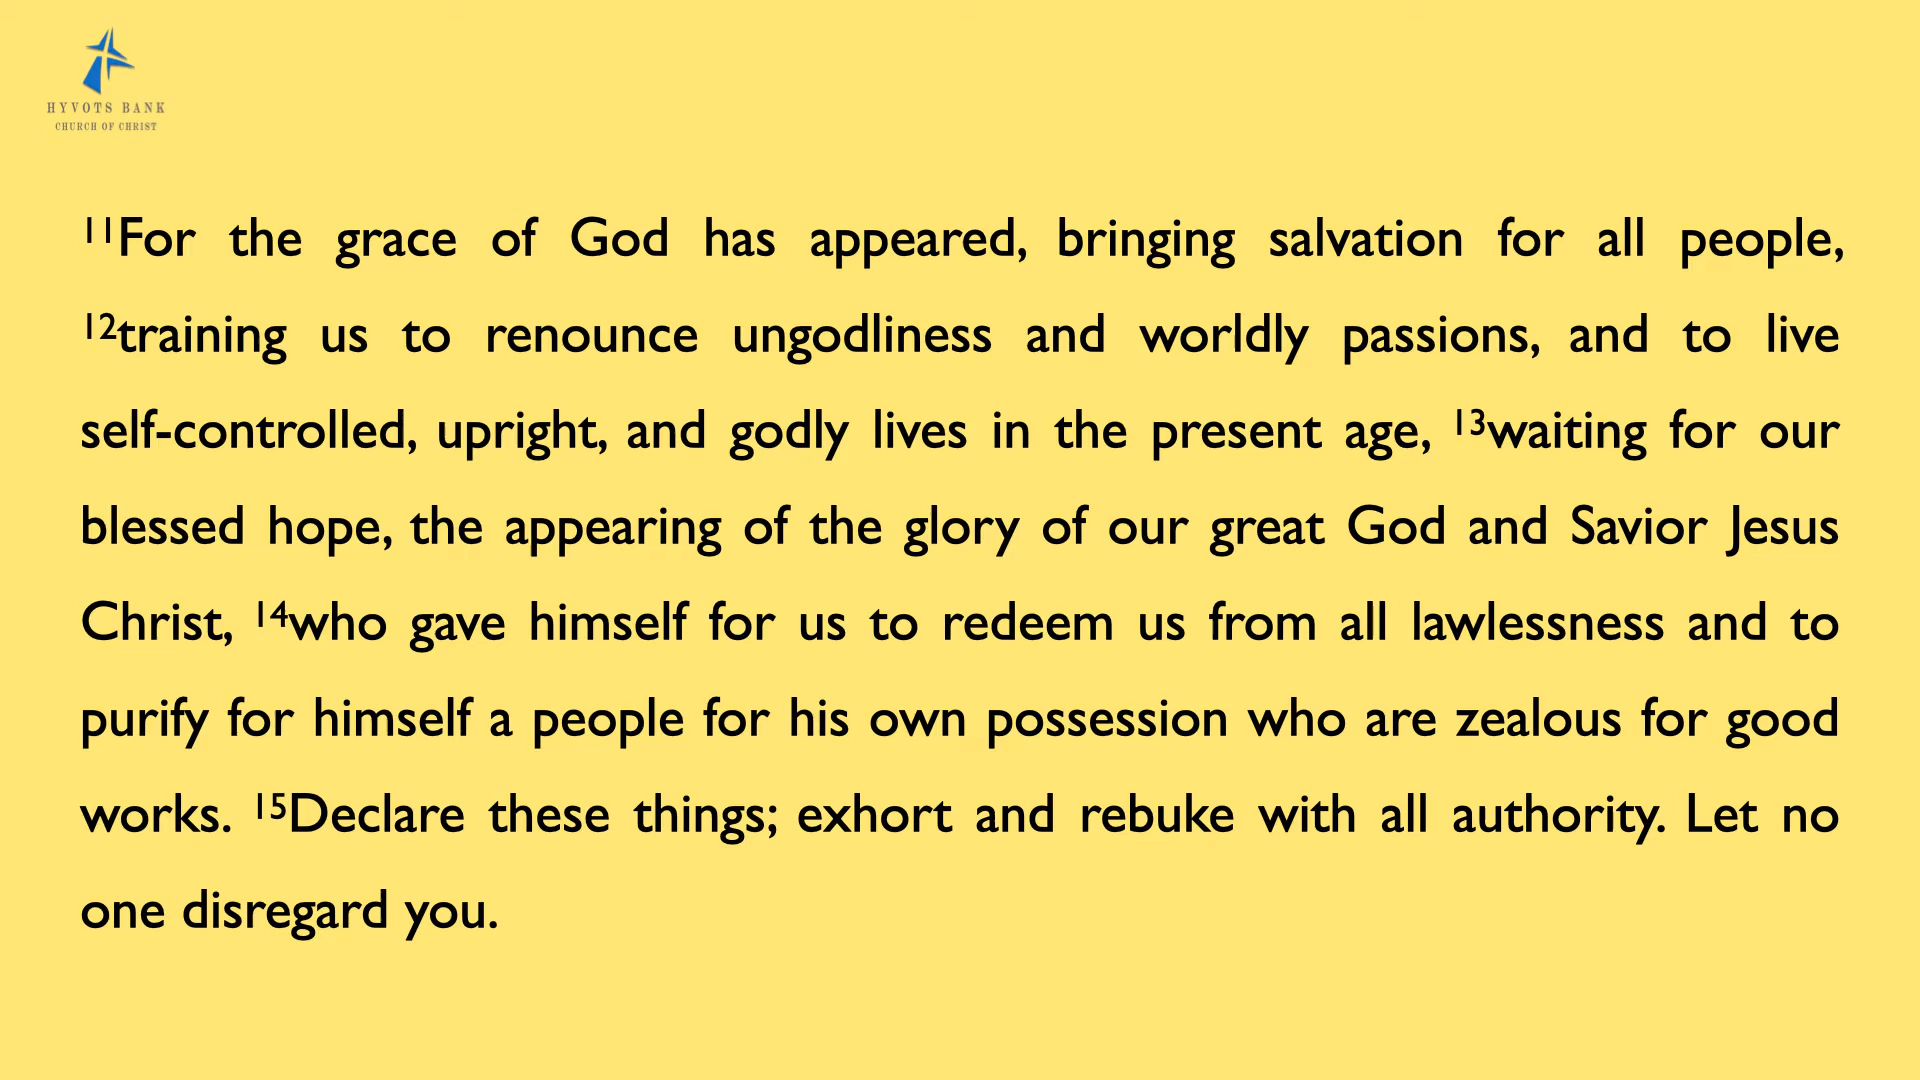 HYVOTS BANK
CHURCH OF CHRIST
¹¹For the grace of God has appeared, bringing salvation for all people,
¹²training us to renounce ungodliness and worldly passions, and to live
self-controlled, upright, and godly lives in the present age, ¹³waiting for our
blessed hope, the appearing of the glory of our great God and Savior Jesus
Christ, ¹⁴who gave himself for us to redeem us from all lawlessness and to
purify for himself a people for his own possession who are zealous for good
works. ¹⁵Declare these things; exhort and rebuke with all authority. Let no
one disregard you.